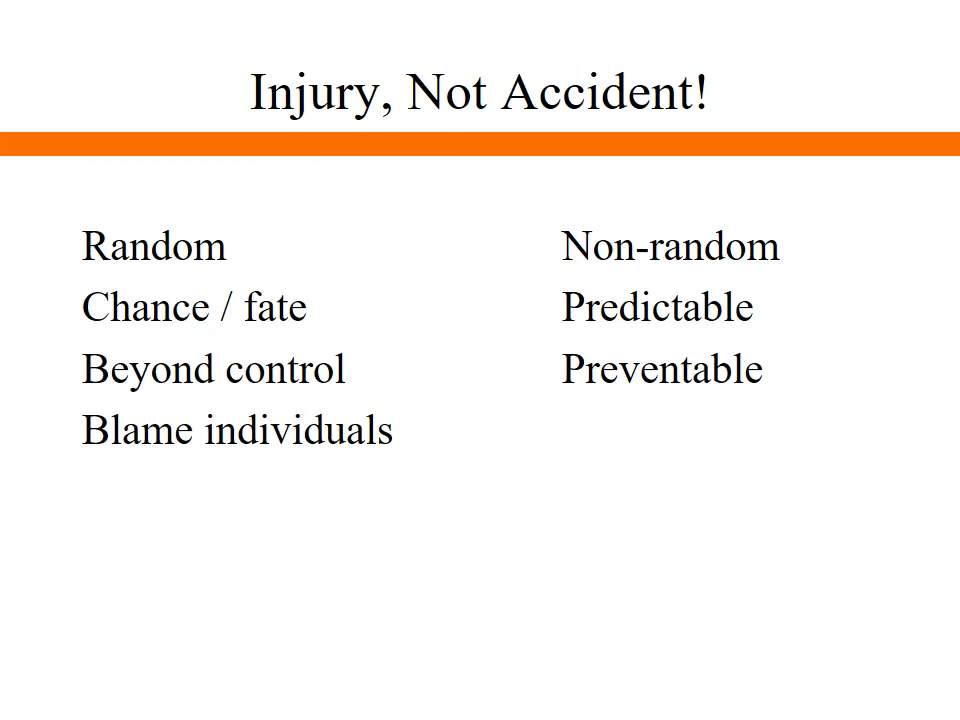 Injury, Not Accident!
Random
Chance / fate
Beyond control
Blame individuals
Non-random
Predictable
Preventable